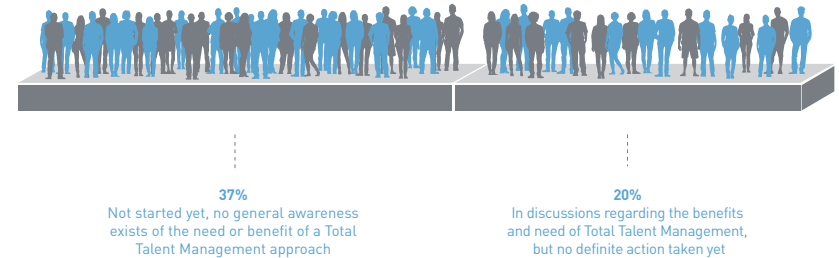 37%
Not started yet, no general awareness
exists of the need or benefit of a Total
Talent Management approach
20%
In discussions regarding the benefits
and need of Total Talent Management,
but no definite action taken yet